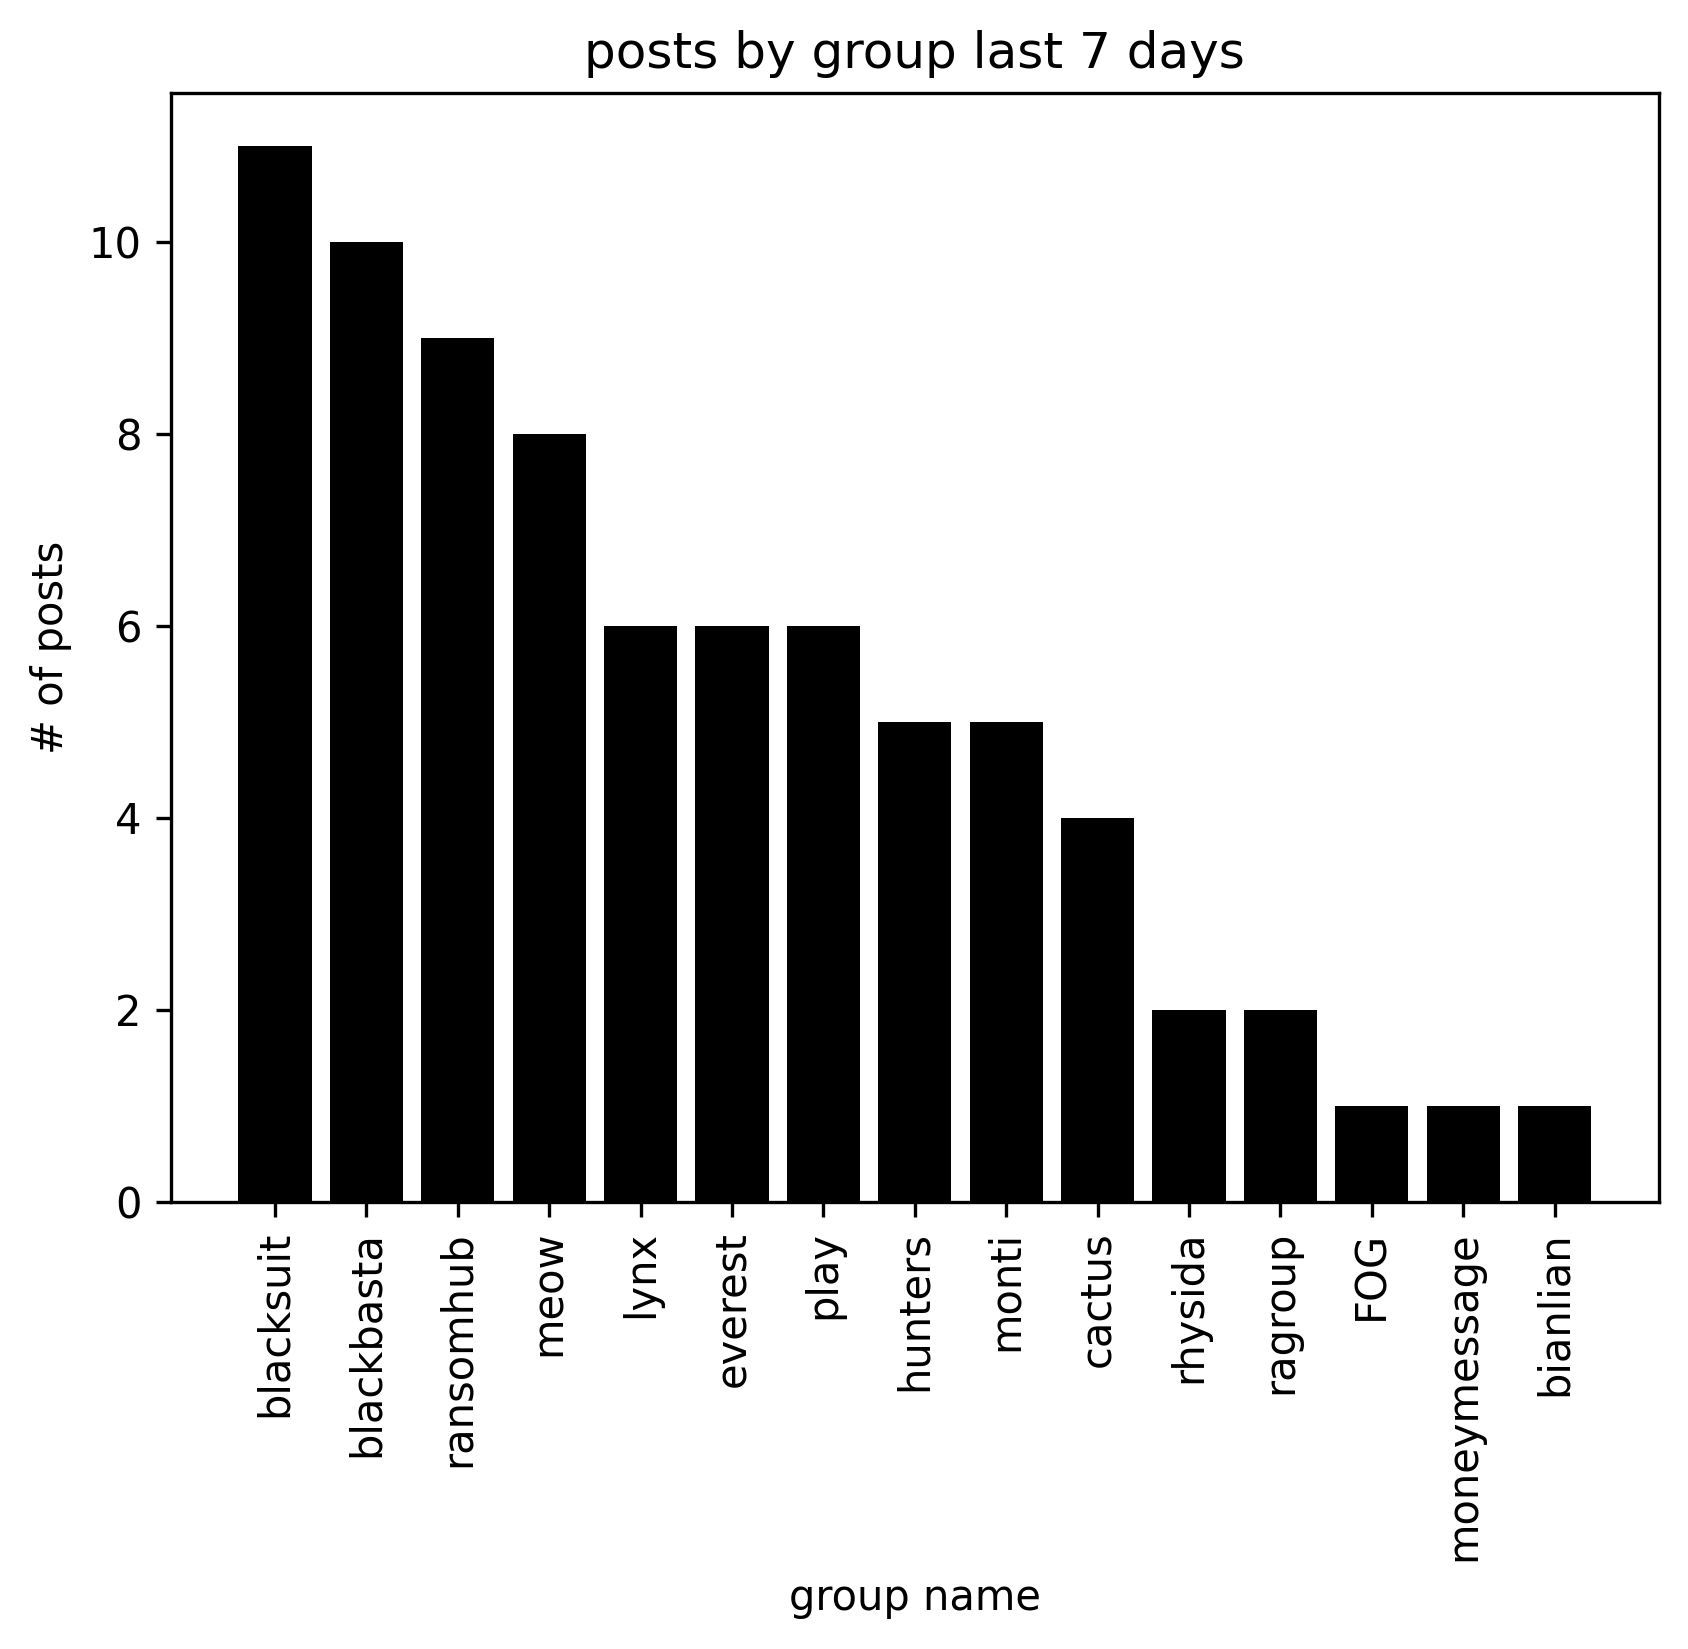 posts by group last 7 days
# of posts
10
8
6
4
2
0
blacksuit
blackbasta
ransomhub
meow
lynx
everest
play
hunters
monti
cactus
rhysida
ragroup
FOG
moneymessage
bianlian
group name